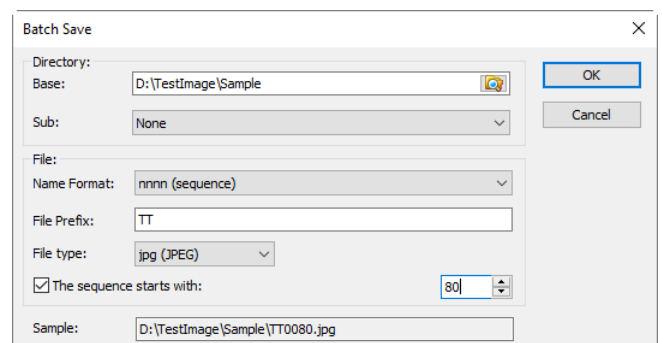 Batch Save
Directory:
Base: D:\TestImage\Sample
OK
Sub: None
Cancel
File:
Name Format: nnnn (sequence)
File Prefix: TT
File type: jpg (JPEG)
The sequence starts with: 80
Sample: D:\TestImage\Sample\TT0080.jpg